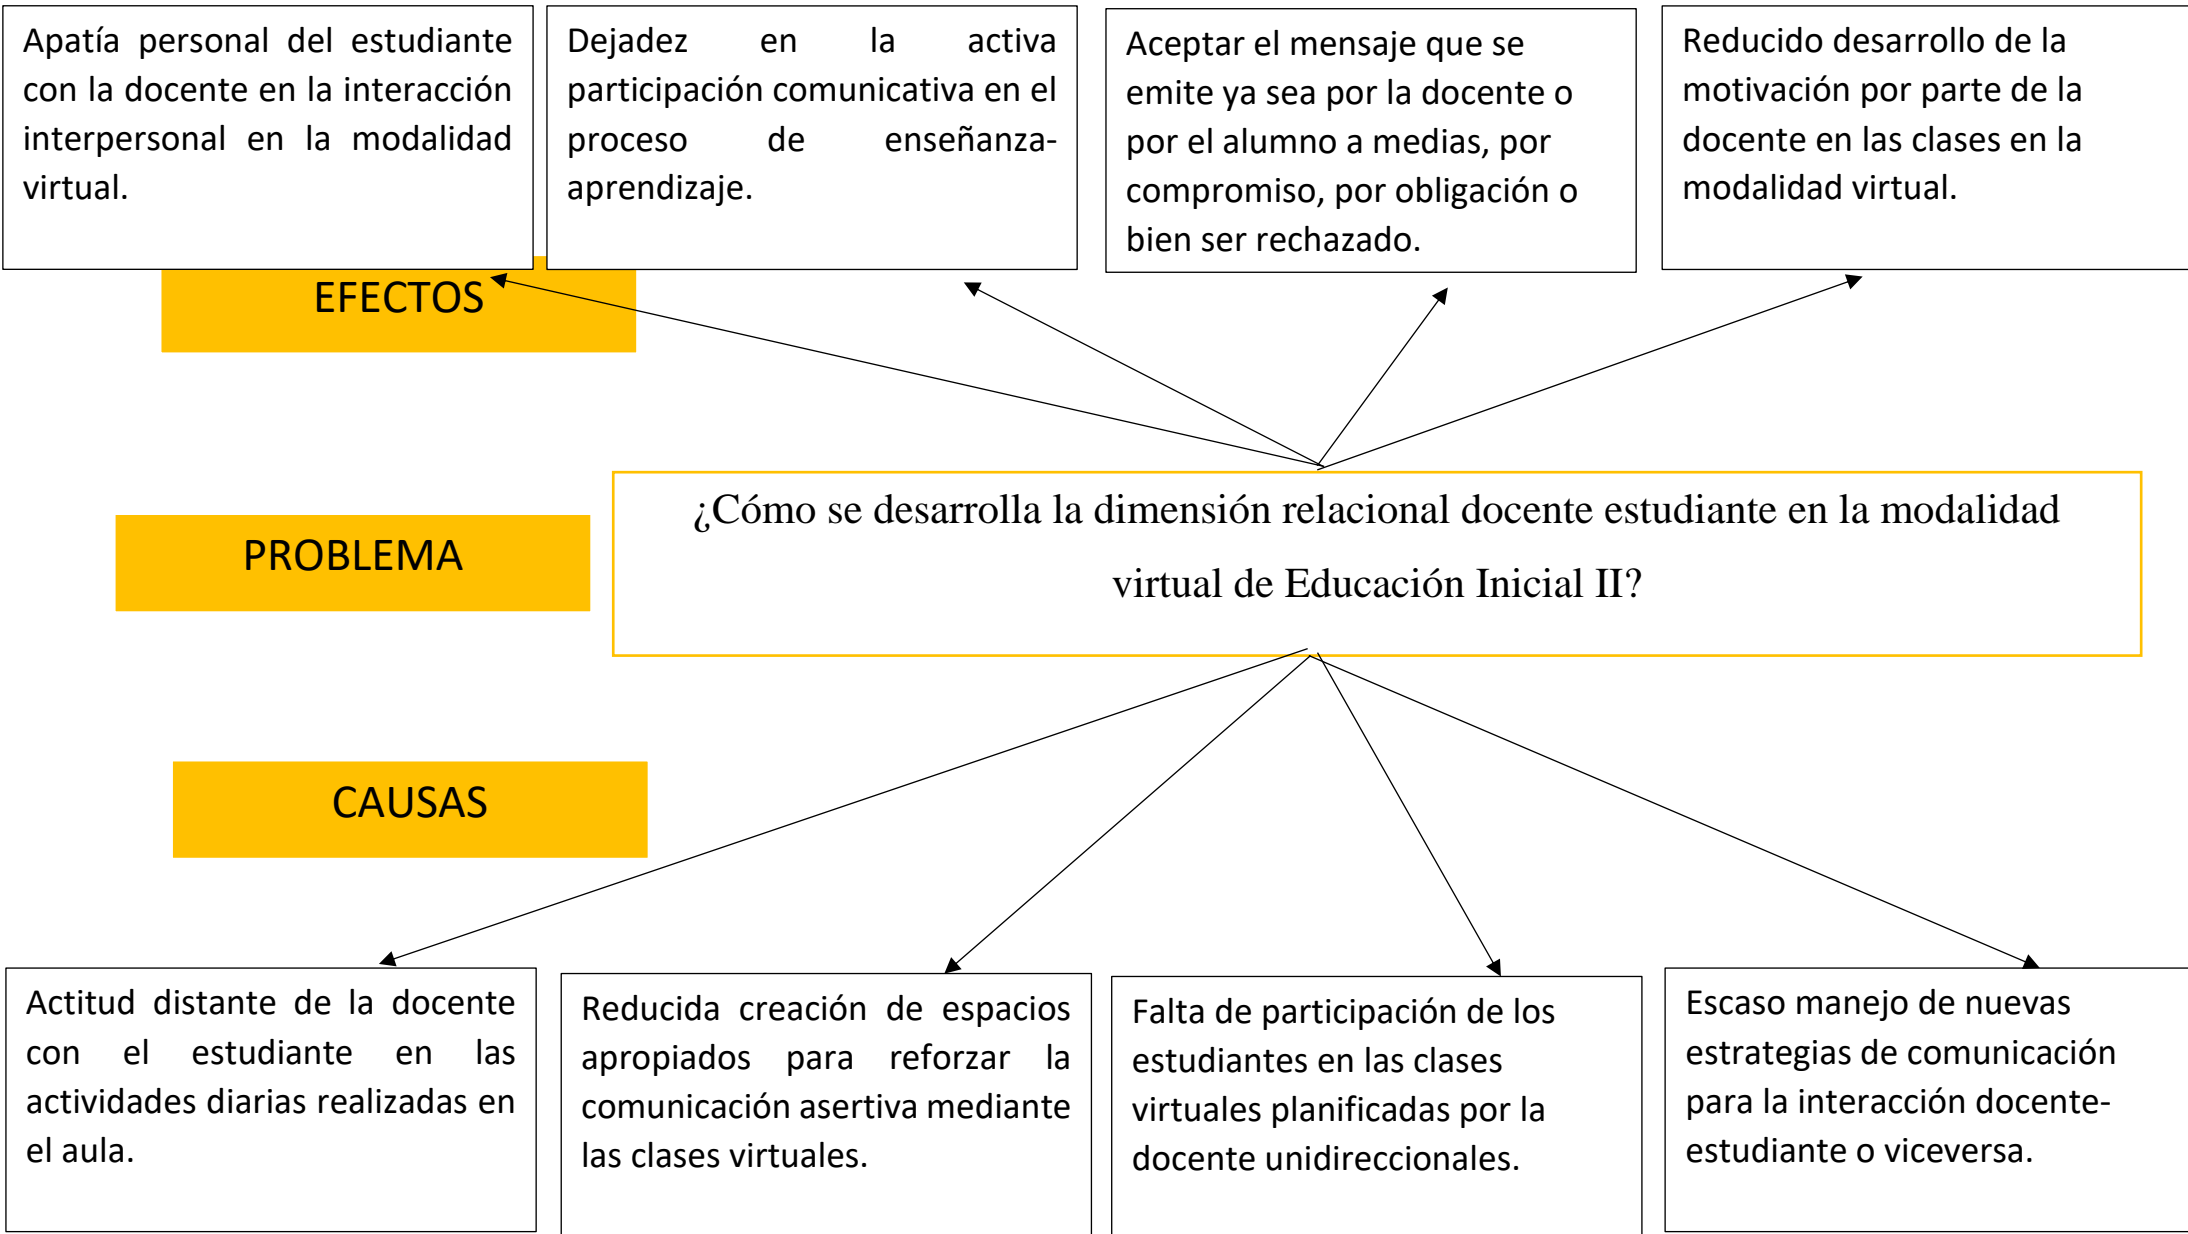 Apatía personal del estudiante
con la docente en la interacción
interpersonal en la modalidad
virtual.
Dejadez en la activa
participación comunicativa en el
proceso de enseñanza-
aprendizaje.
Aceptar el mensaje que se
emite ya sea por la docente o
por el alumno a medias, por
compromiso, por obligación o
bien ser rechazado.
Reducido desarrollo de la
motivación por parte de la
docente en las clases en la
modalidad virtual.
EFECTOS
PROBLEMA
¿Cómo se desarrolla la dimensión relacional docente estudiante en la modalidad
virtual de Educación Inicial II?
CAUSAS
Actitud distante de la docente
con el estudiante en las
actividades diarias realizadas en
el aula.
Reducida creación de espacios
apropiados para reforzar la
comunicación asertiva mediante
las clases virtuales.
Falta de participación de los
estudiantes en las clases
virtuales planificadas por la
docente unidireccionales.
Escaso manejo de nuevas
estrategias de comunicación
para la interacción docente-
estudiante o viceversa.